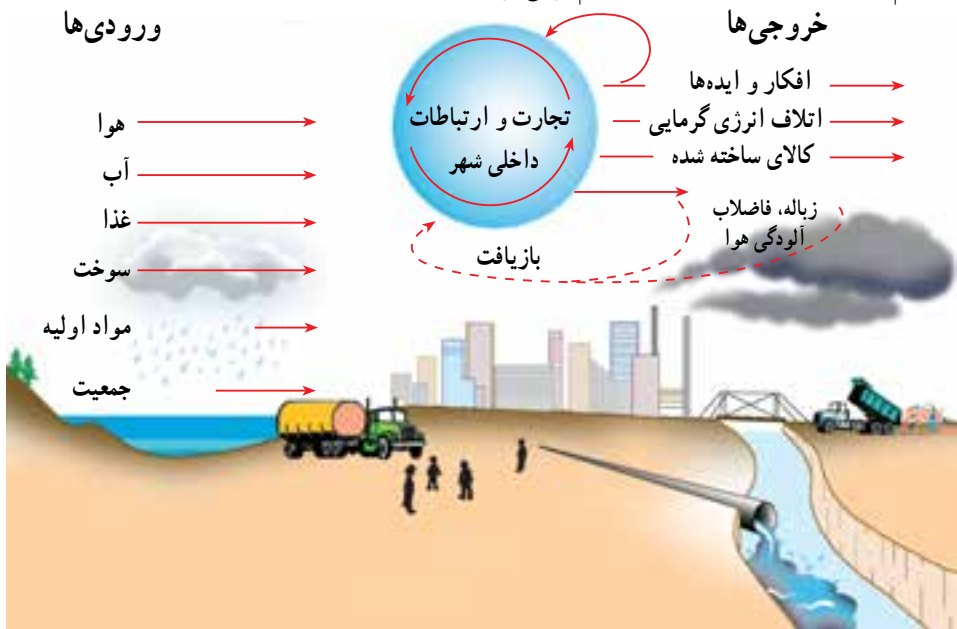 خروجی‌ها
ورودی‌ها
افکار و ایده‌ها
اتلاف انرژی گرمایی
کالای ساخته شده
زباله، فاضلاب
آلودگی هوا
تجارت و ارتباطات
داخلی شهر
بازیافت
هوا
آب
غذا
سوخت
مواد اولیه
جمعیت